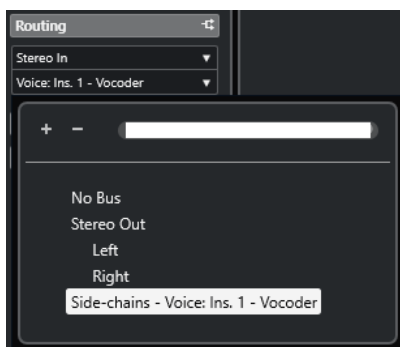 Routing
Stereo In
Voice: Ins. 1 - Vocoder
+ −
No Bus
Stereo Out
Left
Right
Side-chains - Voice: Ins. 1 - Vocoder